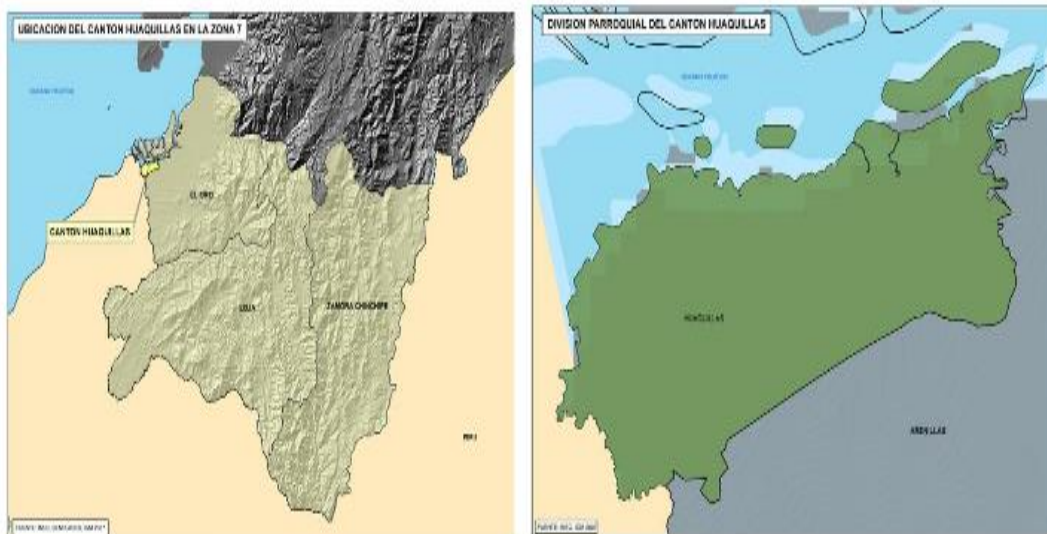 UBICACION DEL CANTON HUAQUILLAS EN LA ZONA 7
EL ORO
CANTON HUAQUILLAS
LOJA
ZAMORA CHINCHIPE
PERU
DIVISION PARROQUIAL DEL CANTON HUAQUILLAS
HUAQUILLAS
ARENILLAS